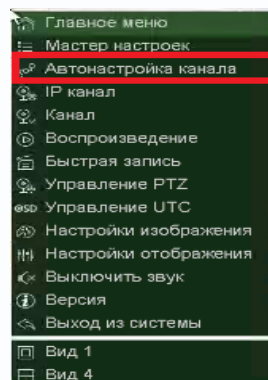 Главное меню
Мастер настроек
Автонастройка канала
IP канал
Канал
Воспроизведение
Быстрая запись
Управление PTZ
OSD Управление UTC
Настройки изображения
Настройки отображения
Выключить звук
Версия
Выход из системы
Вид 1
Вид 4